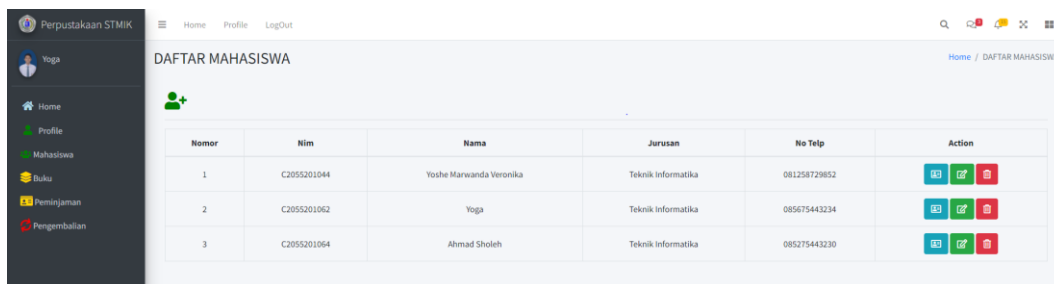 Perpustakaan STMIK
Home Profile LogOut
Yoga
DAFTAR MAHASISWA
Home / DAFTAR MAHASISW
Home
Profile
Mahasiswa
Buku
Peminjaman
Pengembalian
Nomor Nim Nama Jurusan No Telp Action
1 C2055201044 Yoshe Marwanda Veronika Teknik Informatika 081258729852
2 C2055201062 Yoga Teknik Informatika 085675443234
3 C2055201064 Ahmad Sholeh Teknik Informatika 085275443230